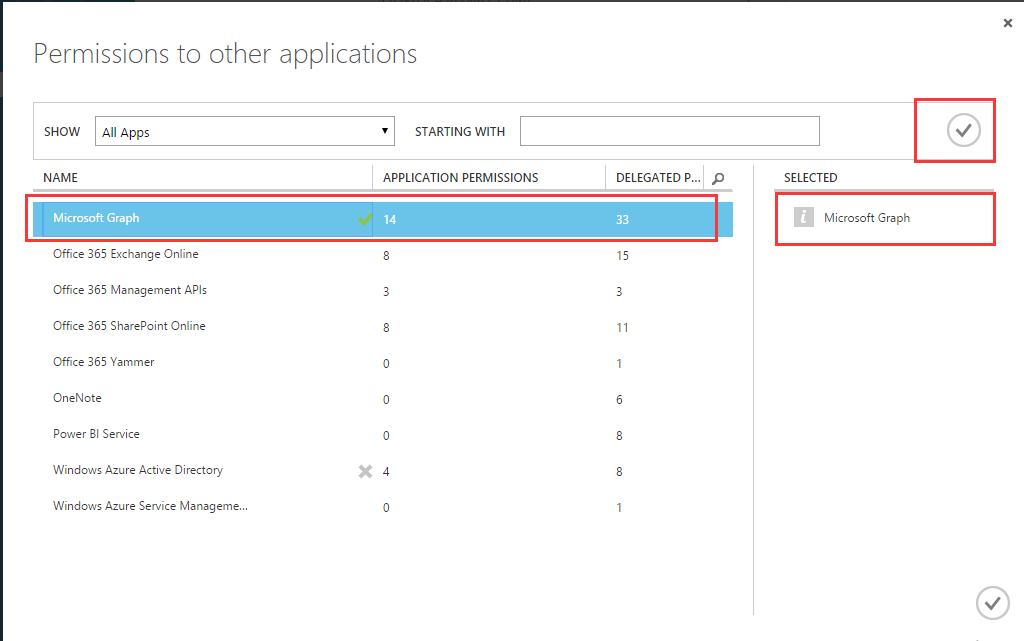 Permissions to other applications
SHOW All Apps STARTING WITH
NAME APPLICATION PERMISSIONS DELEGATED P... SELECTED
Microsoft Graph 14 33 Microsoft Graph
Office 365 Exchange Online 8 15
Office 365 Management APIs 3 3
Office 365 SharePoint Online 8 11
Office 365 Yammer 0 1
OneNote 0 6
Power BI Service 0 8
Windows Azure Active Directory 4 8
Windows Azure Service Manageme... 0 1